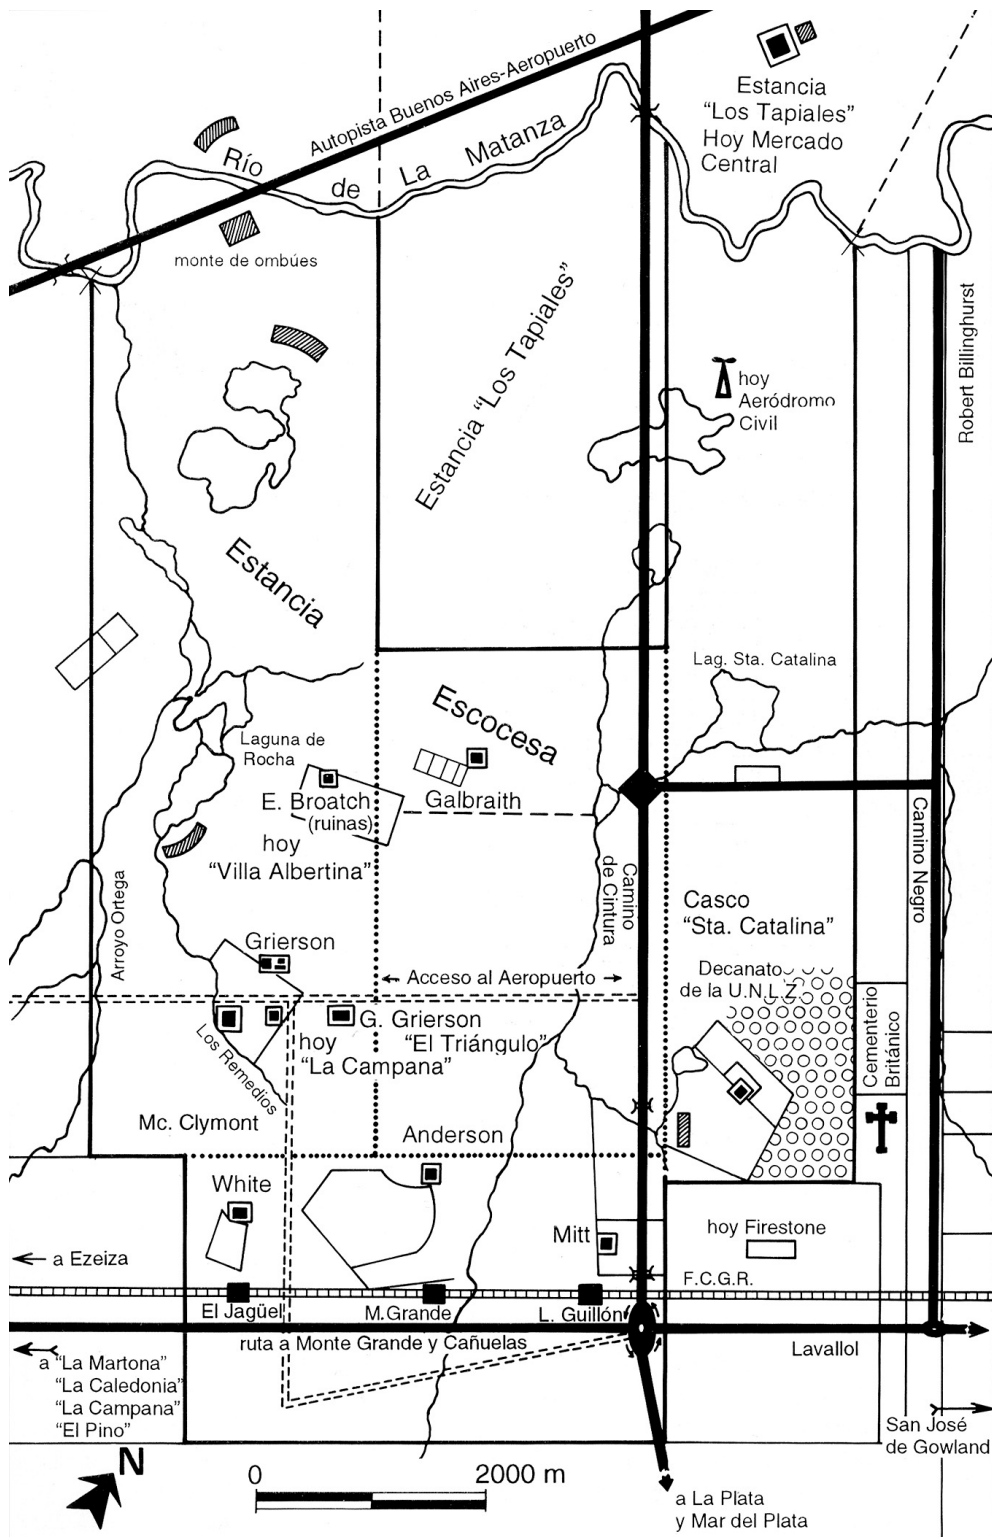 Autopista Buenos Aires-Aeropuerto
Estancia
“Los Tapiales”
Hoy Mercado
Central
Río de La Matanza
monte de ombúes
Estancia “Los Tapiales”
hoy
Aeródromo
Civil
Robert Billinghurst
Estancia
Escocesa
Lag. Sta. Catalina
Laguna de
Rocha
E. Broatch
(ruinas)
hoy
“Villa Albertina”
Galbraith
Camino
de Cintura
Camino Negro
Casco
“Sta. Catalina”
Arroyo Ortega
Grierson
Acceso al Aeropuerto
Decanato
de la U.N.L.Z.
Cementerio
Británico
G. Grierson
“El Triángulo”
hoy
“La Campana”
Los Remedios
Mc. Clymont
Anderson
White
Mitt
hoy Firestone
a Ezeiza
F.C.G.R.
El Jagüel
M.Grande
L. Guillón
ruta a Monte Grande y Cañuelas
Lavallol
a “La Martona”
“La Caledonia”
“La Campana”
“El Pino”
San José
de Gowland
N
0
2000 m
a La Plata
y Mar del Plata